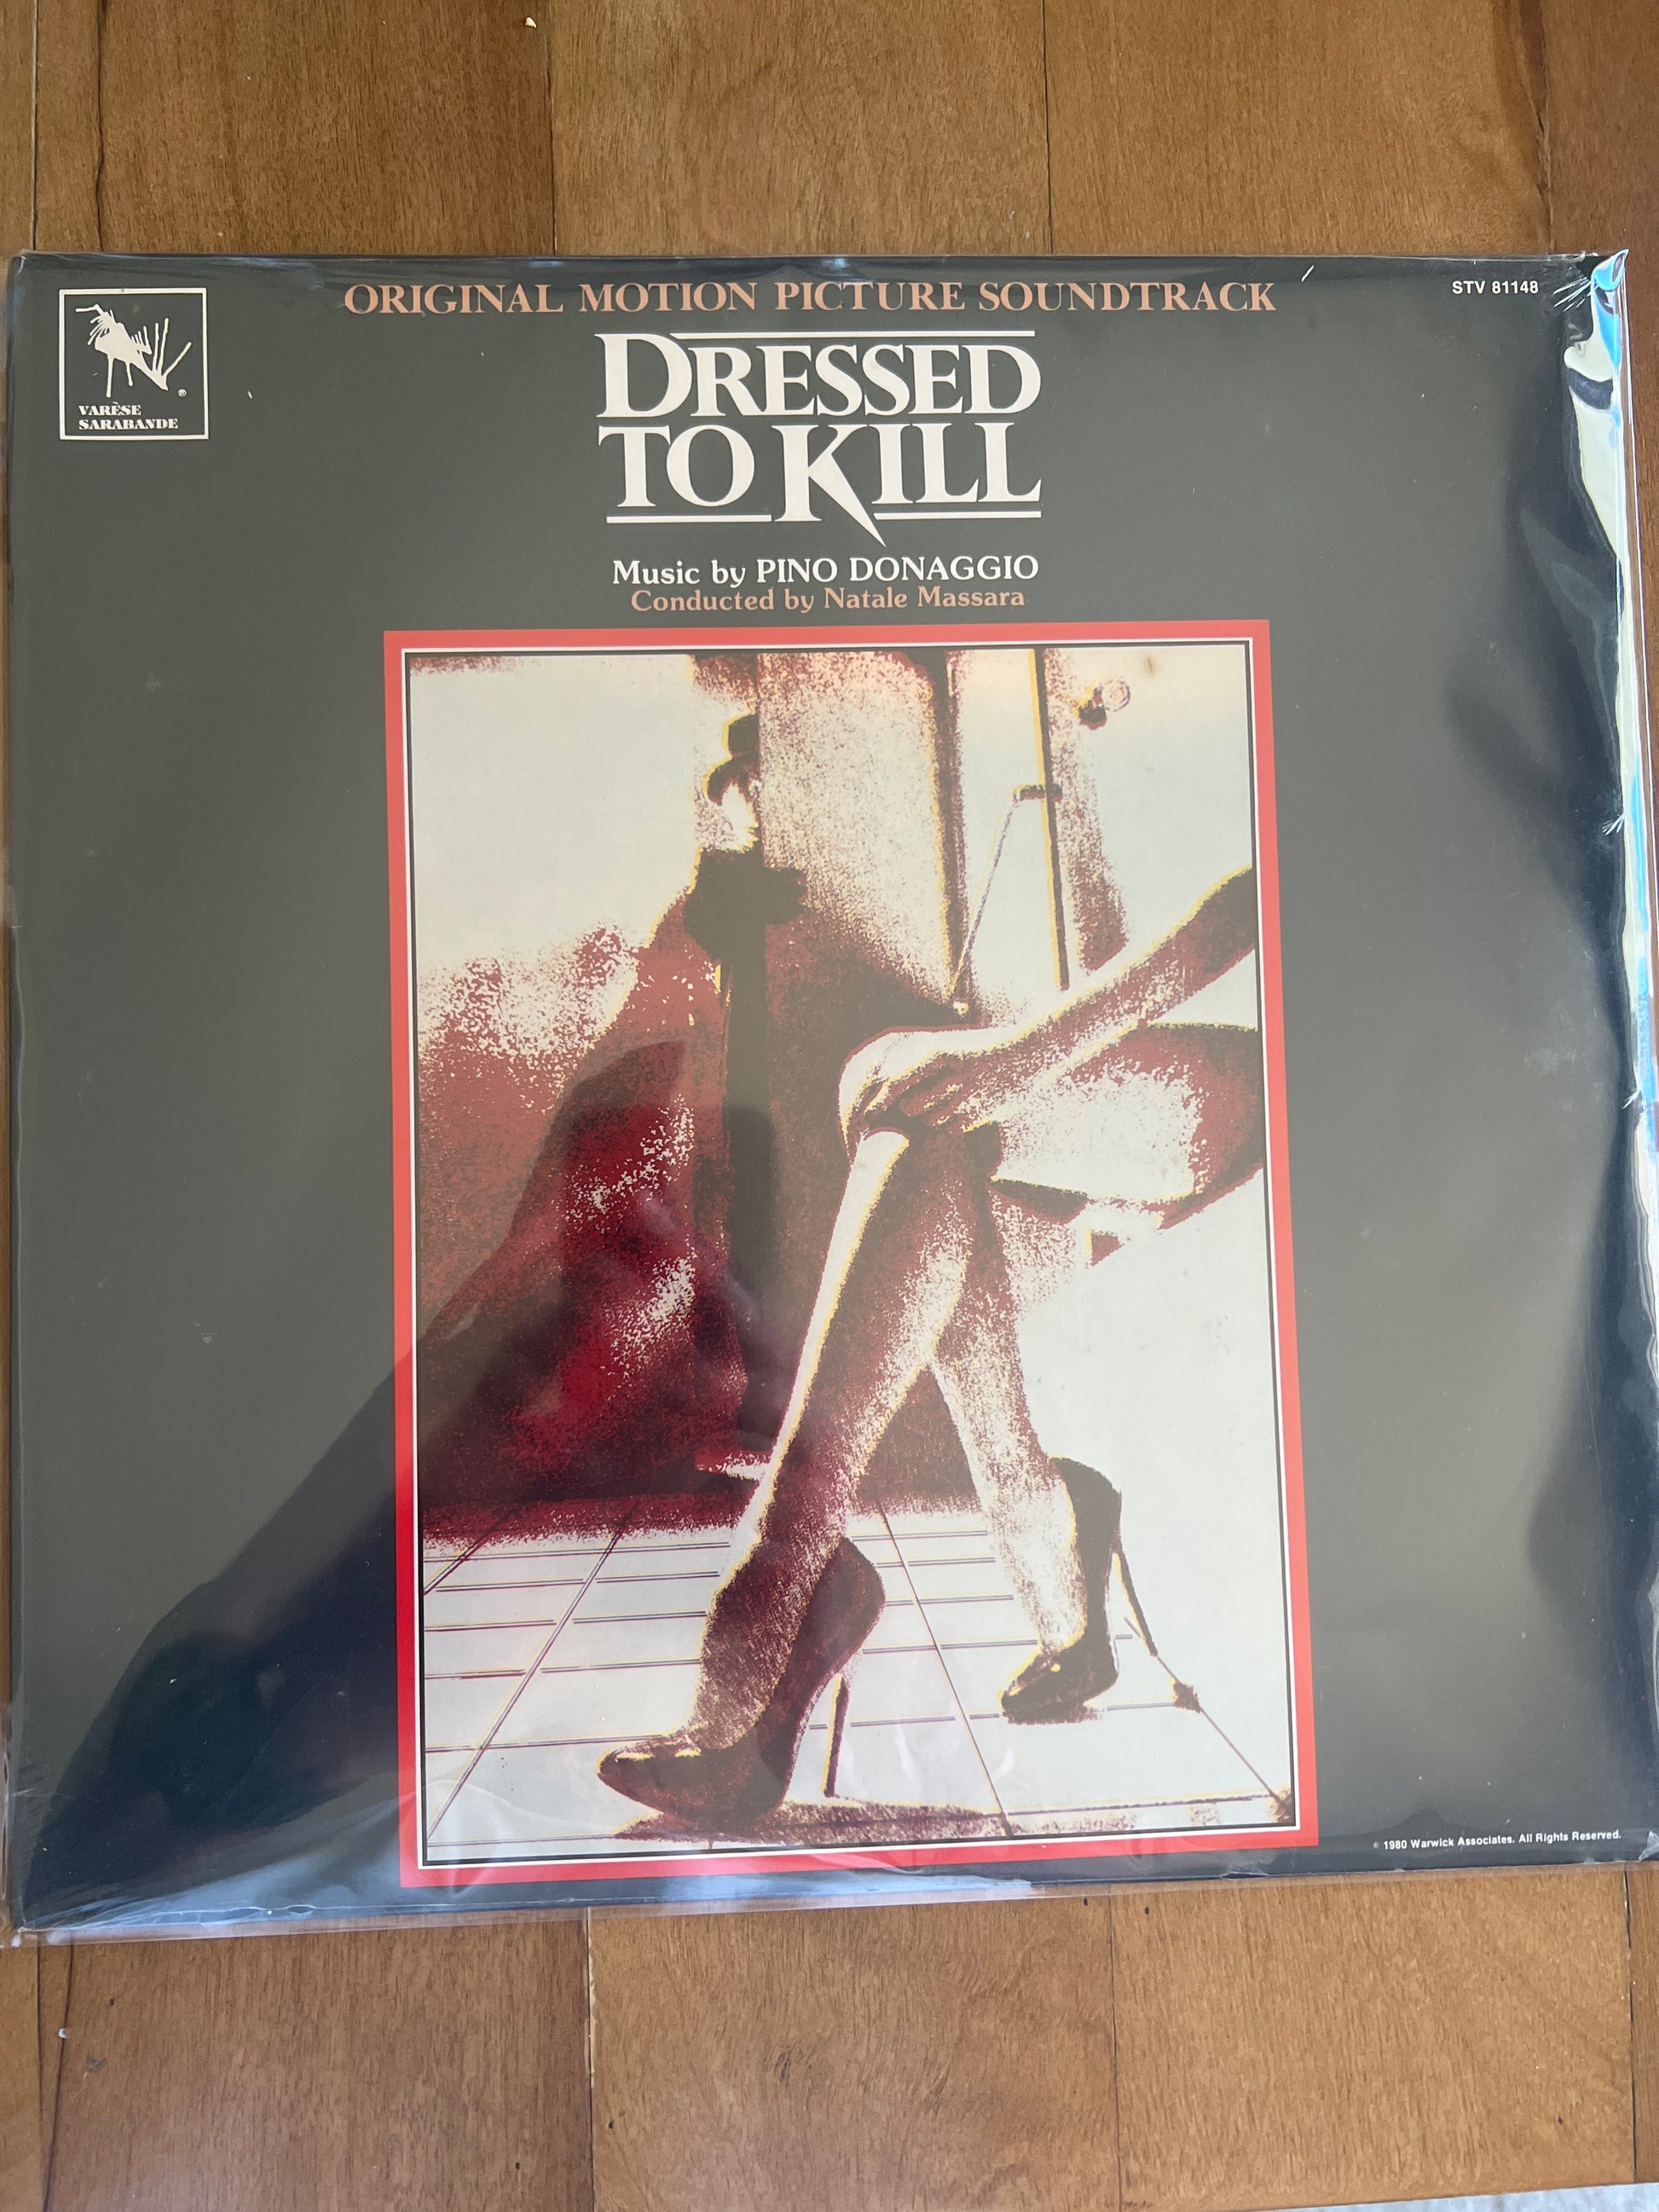 ORIGINAL MOTION PICTURE SOUNDTRACK
STV 81148
VARÈSE
SARABANDE
®
DRESSED
TO KILL
Music by PINO DONAGGIO
Conducted by Natale Massara
© 1980 Warwick Associates. All Rights Reserved.